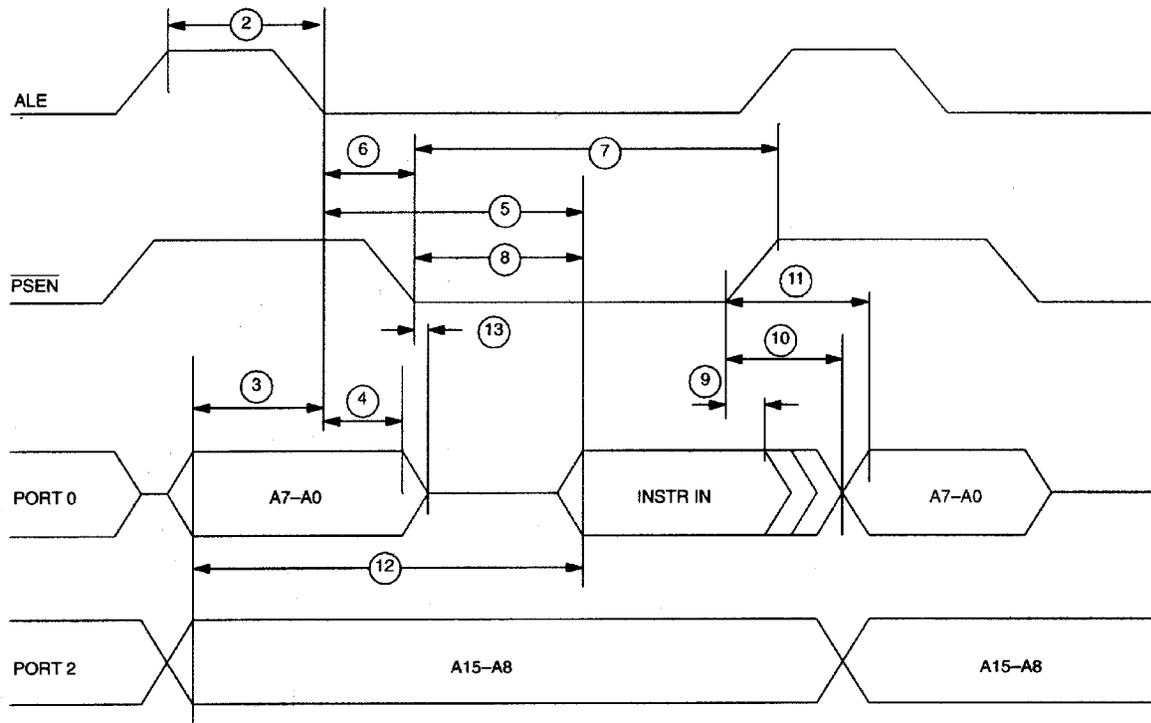 2
ALE
6
7
5
PSEN
8
11
13
10
3
4
9
PORT 0
A7–A0
INSTR IN
A7–A0
12
PORT 2
A15–A8
A15–A8